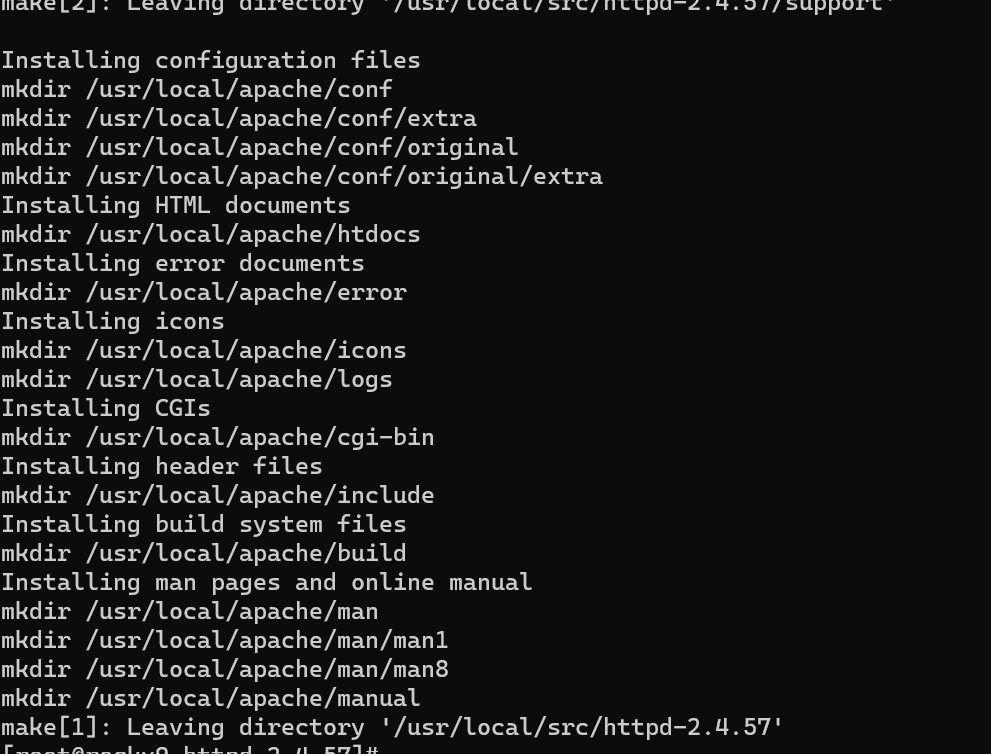 make[2]: Leaving directory '/usr/local/src/httpd-2.4.57/support'
Installing configuration files
mkdir /usr/local/apache/conf
mkdir /usr/local/apache/conf/extra
mkdir /usr/local/apache/conf/original
mkdir /usr/local/apache/conf/original/extra
Installing HTML documents
mkdir /usr/local/apache/htdocs
Installing error documents
mkdir /usr/local/apache/error
Installing icons
mkdir /usr/local/apache/icons
mkdir /usr/local/apache/logs
Installing CGIs
mkdir /usr/local/apache/cgi-bin
Installing header files
mkdir /usr/local/apache/include
Installing build system files
mkdir /usr/local/apache/build
Installing man pages and online manual
mkdir /usr/local/apache/man
mkdir /usr/local/apache/man/man1
mkdir /usr/local/apache/man/man8
mkdir /usr/local/apache/manual
make[1]: Leaving directory '/usr/local/src/httpd-2.4.57'
[root@rocky9 httpd-2.4.57]#